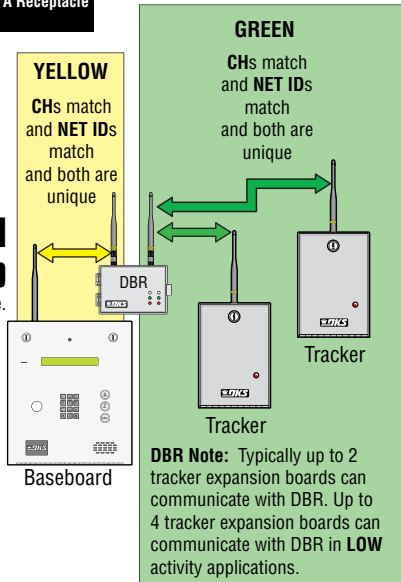 A Receptacle
YELLOW
CHs match
and NET IDs
match
and both are
unique
GREEN
CHs match
and NET IDs
match
and both are
unique
e.
DBR
DKS
DKS
Tracker
DKS
Tracker
DKS
Baseboard
DBR Note: Typically up to 2
tracker expansion boards can
communicate with DBR. Up to
4 tracker expansion boards can
communicate with DBR in LOW
activity applications.